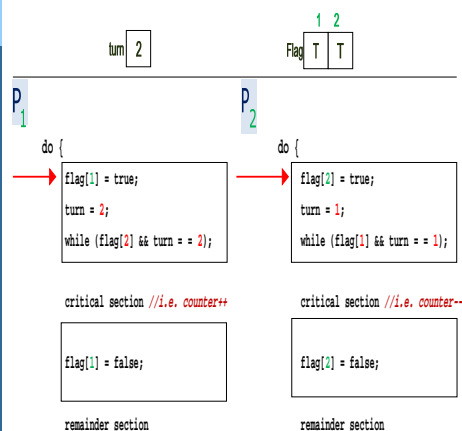 1 2
turn 2 Flag T T
P1 P2
do {
flag[1] = true;
turn = 2;
while (flag[2] && turn = = 2);
critical section //i.e. counter++
flag[1] = false;
remainder section
do {
flag[2] = true;
turn = 1;
while (flag[1] && turn = = 1);
critical section //i.e. counter--
flag[2] = false;
remainder section